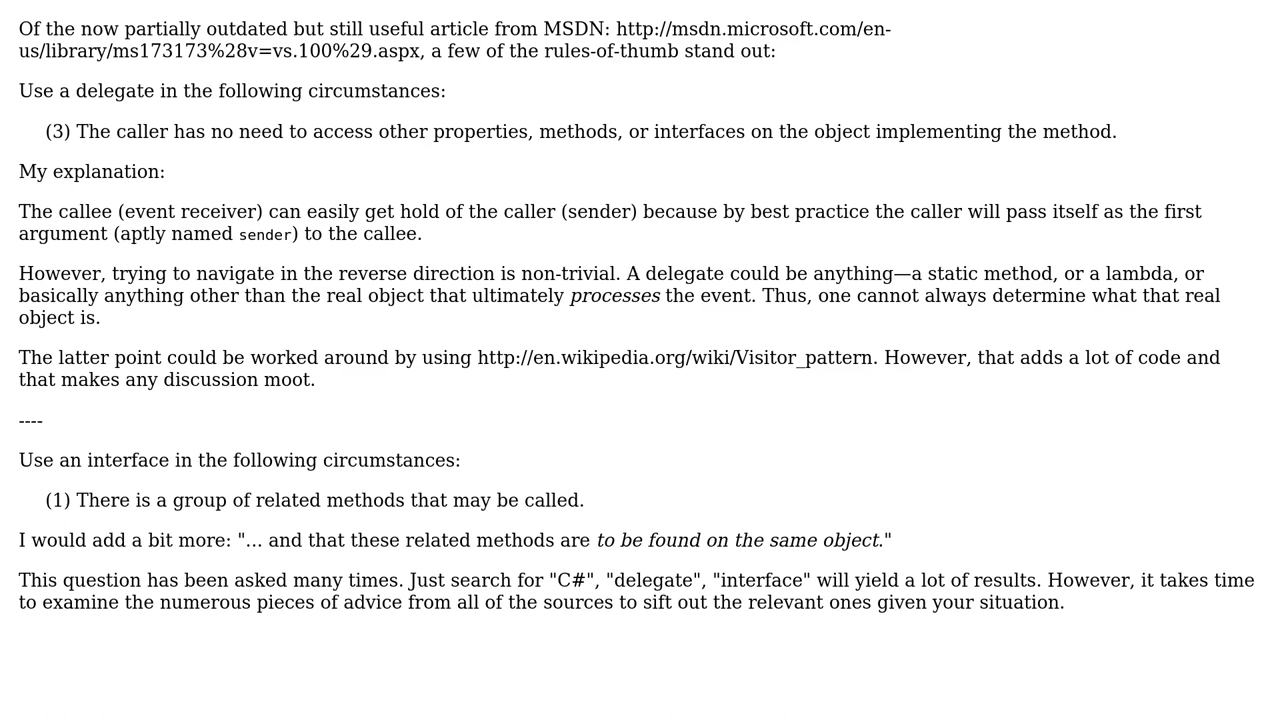 Of the now partially outdated but still useful article from MSDN: http://msdn.microsoft.com/en-
us/library/ms173173%28v=vs.100%29.aspx, a few of the rules-of-thumb stand out:
Use a delegate in the following circumstances:
(3) The caller has no need to access other properties, methods, or interfaces on the object implementing the method.
My explanation:
The callee (event receiver) can easily get hold of the caller (sender) because by best practice the caller will pass itself as the first
argument (aptly named sender) to the callee.
However, trying to navigate in the reverse direction is non-trivial. A delegate could be anything—a static method, or a lambda, or
basically anything other than the real object that ultimately processes the event. Thus, one cannot always determine what that real
object is.
The latter point could be worked around by using http://en.wikipedia.org/wiki/Visitor_pattern. However, that adds a lot of code and
that makes any discussion moot.
----
Use an interface in the following circumstances:
(1) There is a group of related methods that may be called.
I would add a bit more: "... and that these related methods are to be found on the same object."
This question has been asked many times. Just search for "C#", "delegate", "interface" will yield a lot of results. However, it takes time
to examine the numerous pieces of advice from all of the sources to sift out the relevant ones given your situation.